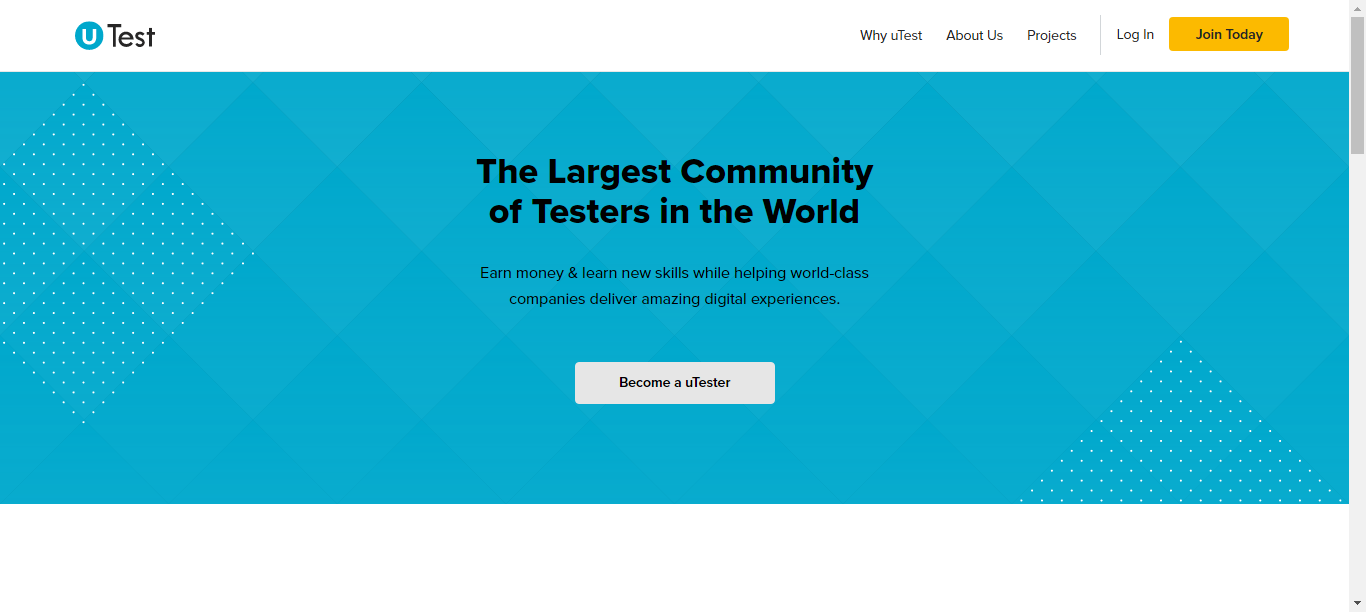 uTest
Why uTest
About Us
Projects
Log In
Join Today
The Largest Community
of Testers in the World
Earn money & learn new skills while helping world-class
companies deliver amazing digital experiences.
Become a uTester